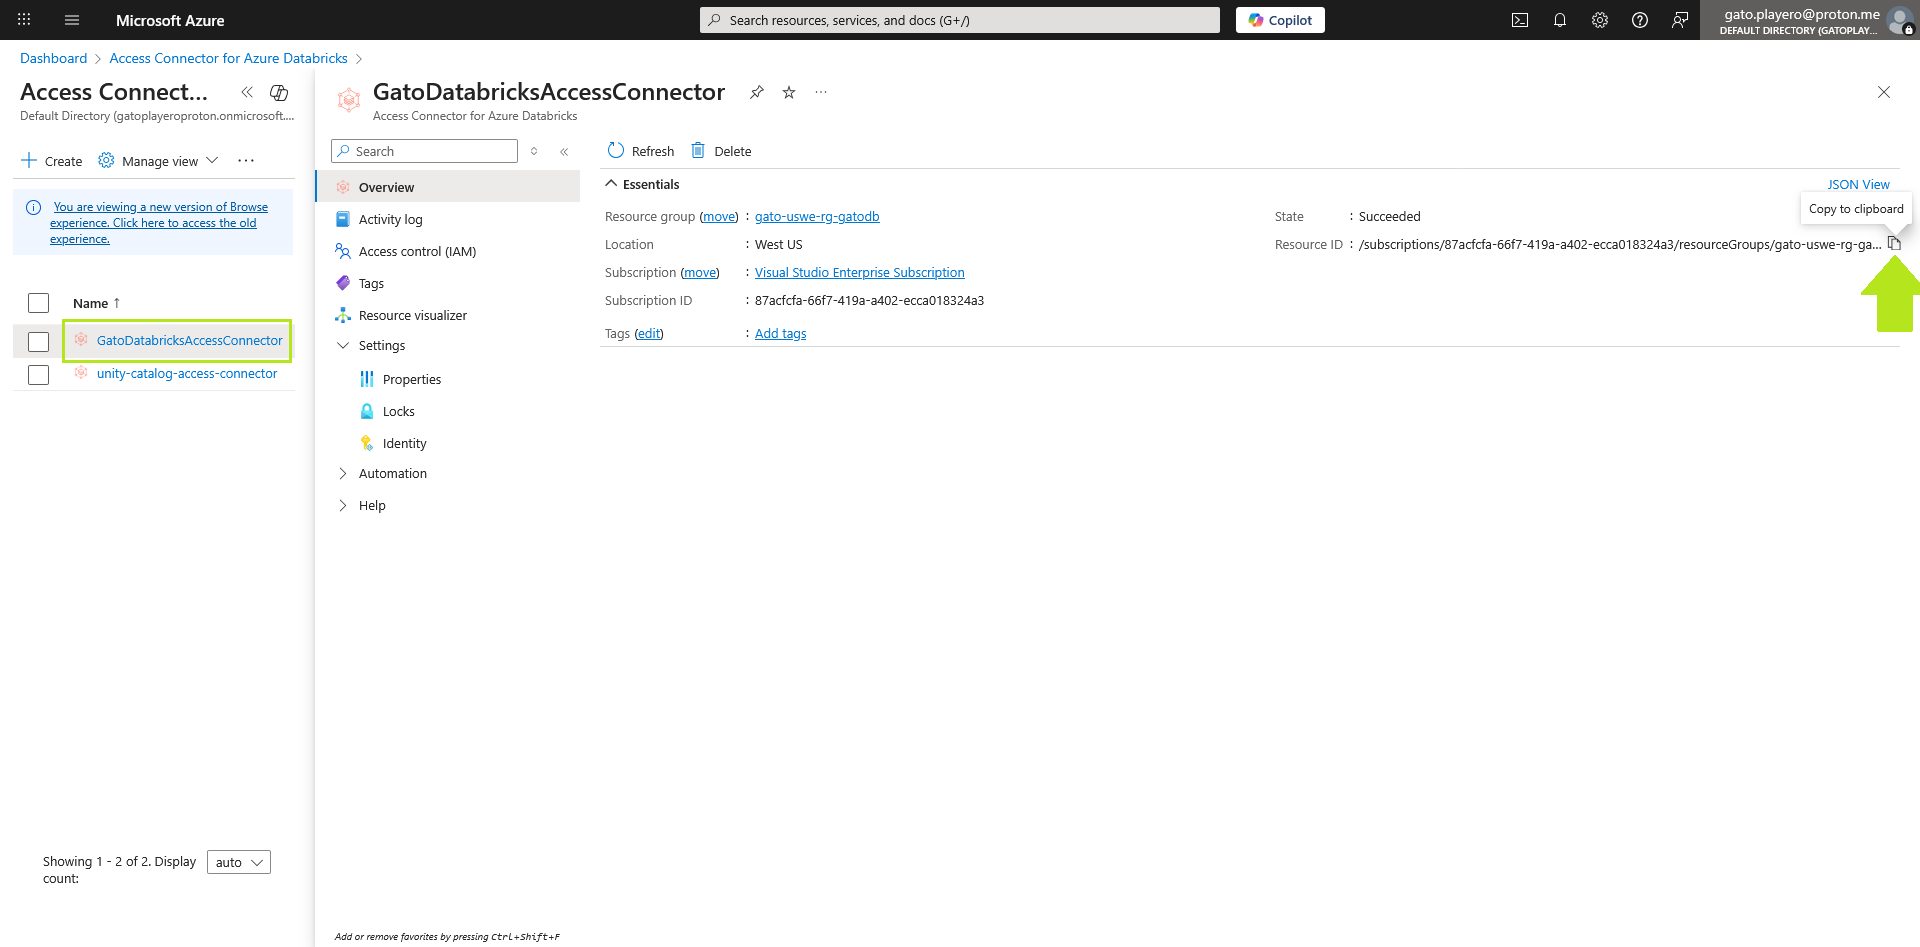 Microsoft Azure
Search resources, services, and docs (G+/)
Copilot
gato.playero@proton.me
DEFAULT DIRECTORY (GATOPLAY...
Dashboard > Access Connector for Azure Databricks >
Access Connect...
Default Directory (gatoplayeroproton.onmicrosoft....
Create
Manage view
You are viewing a new version of Browse
experience. Click here to access the old
experience.
Name ↑
GatoDatabricksAccessConnector
unity-catalog-access-connector
Showing 1 - 2 of 2. Display
count:
auto
GatoDatabricksAccessConnector
Access Connector for Azure Databricks
Search
Overview
Activity log
Access control (IAM)
Tags
Resource visualizer
Settings
Properties
Locks
Identity
Automation
Help
Add or remove favorites by pressing Ctrl+Shift+F
Refresh
Delete
Essentials
JSON View
Copy to clipboard
Resource group (move) : gato-uswe-rg-gatodb
Location : West US
Subscription (move) : Visual Studio Enterprise Subscription
Subscription ID : 87acfcfa-66f7-419a-a402-ecca018324a3
Tags (edit) : Add tags
State : Succeeded
Resource ID : /subscriptions/87acfcfa-66f7-419a-a402-ecca018324a3/resourceGroups/gato-uswe-rg-ga...